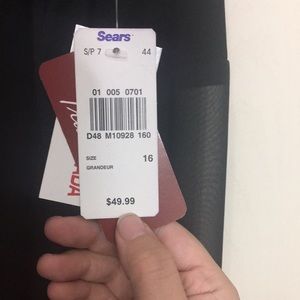 Sears
S/P 7 44
01 005 0701
D48 M10928 160
SIZE 16
GRANDEUR
$49.99